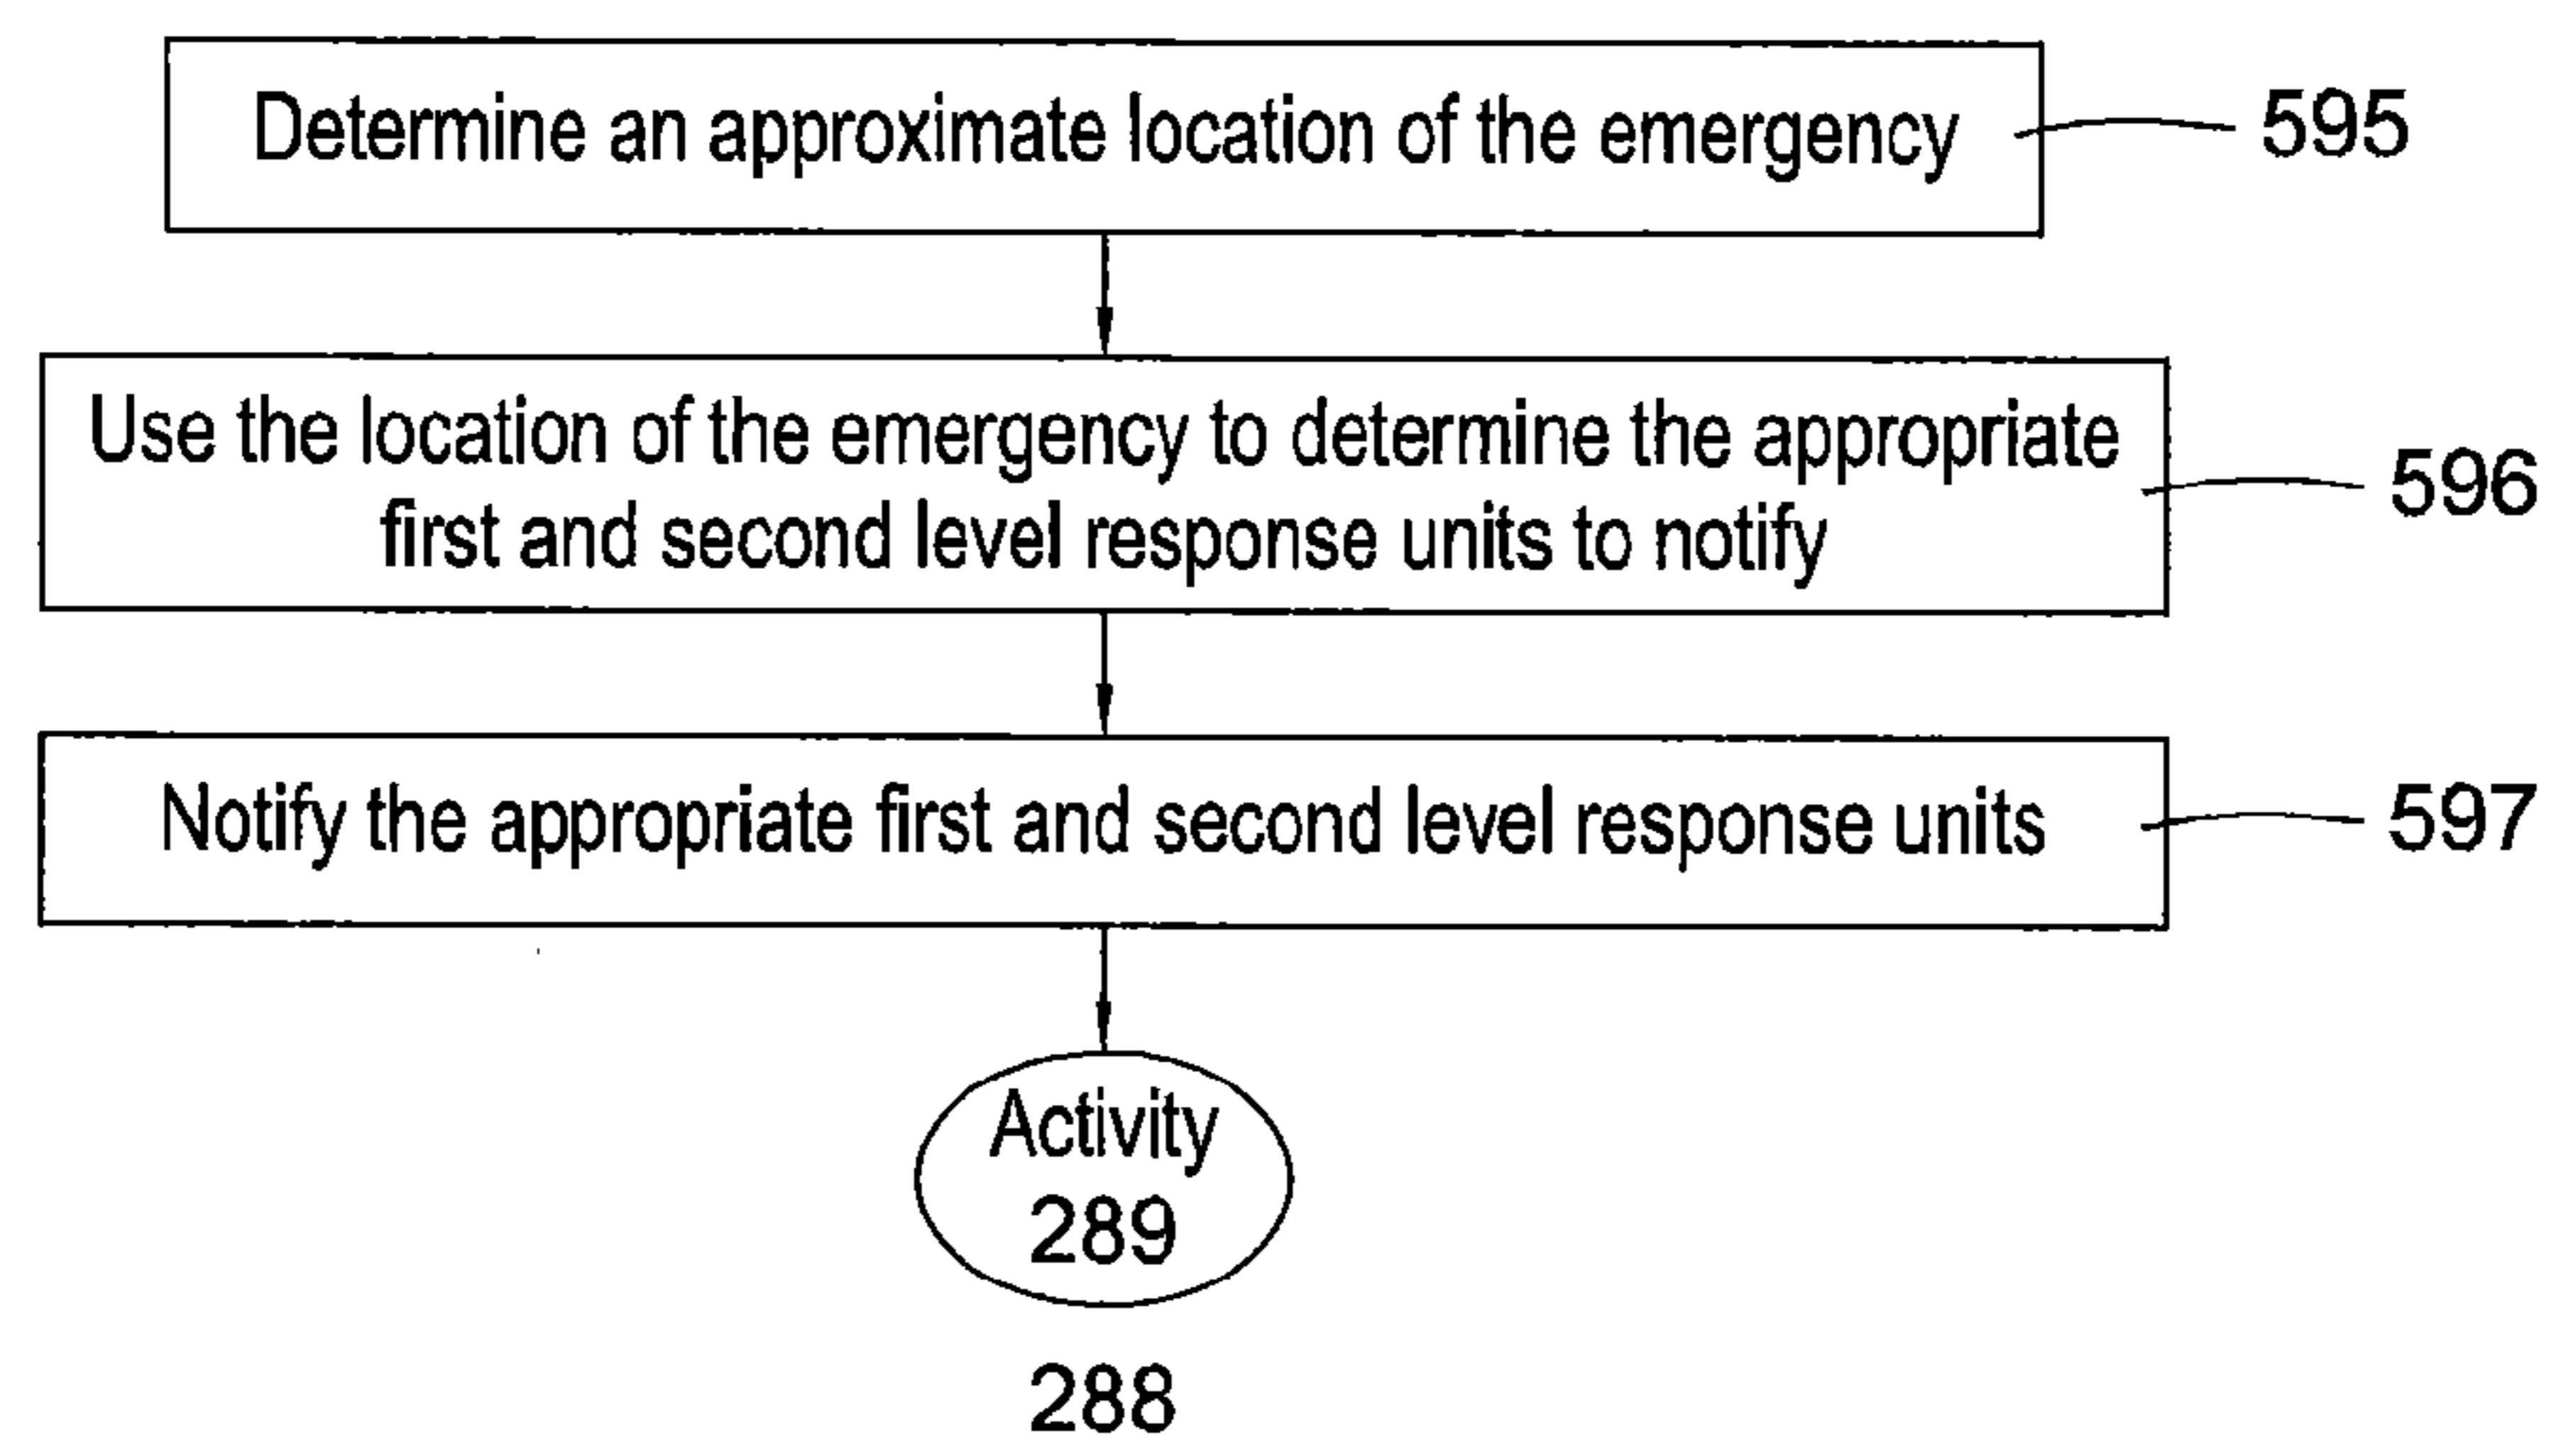 Determine an approximate location of the emergency
595
Use the location of the emergency to determine the appropriate
first and second level response units to notify
596
Notify the appropriate first and second level response units
597
Activity
289
288